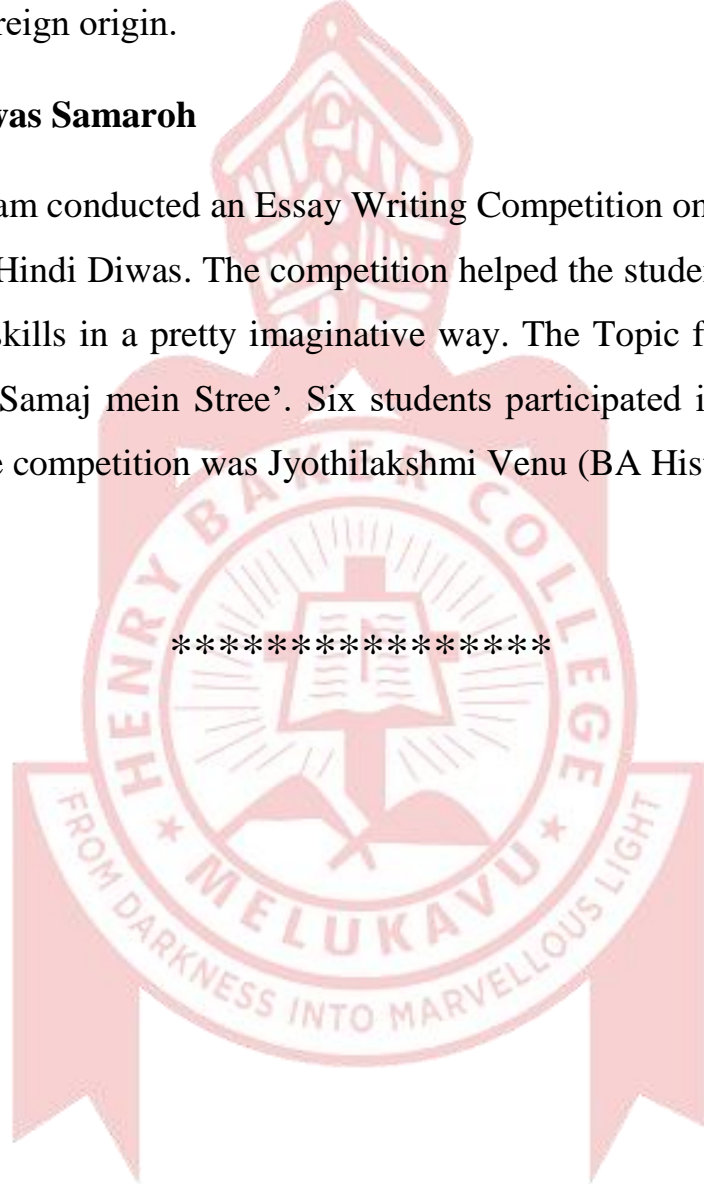 reign origin.
yas Samaroh
am conducted an Essay Writing Competition on
Hindi Diwas. The competition helped the stude
skills in a pretty imaginative way. The Topic f
Samaj mein Stree’. Six students participated i
e competition was Jyothilakshmi Venu (BA His
****************
HENRY BAKER COLLEGE
* MELUKAVU *
FROM DARKNESS INTO MARVELLOUS LIGHT